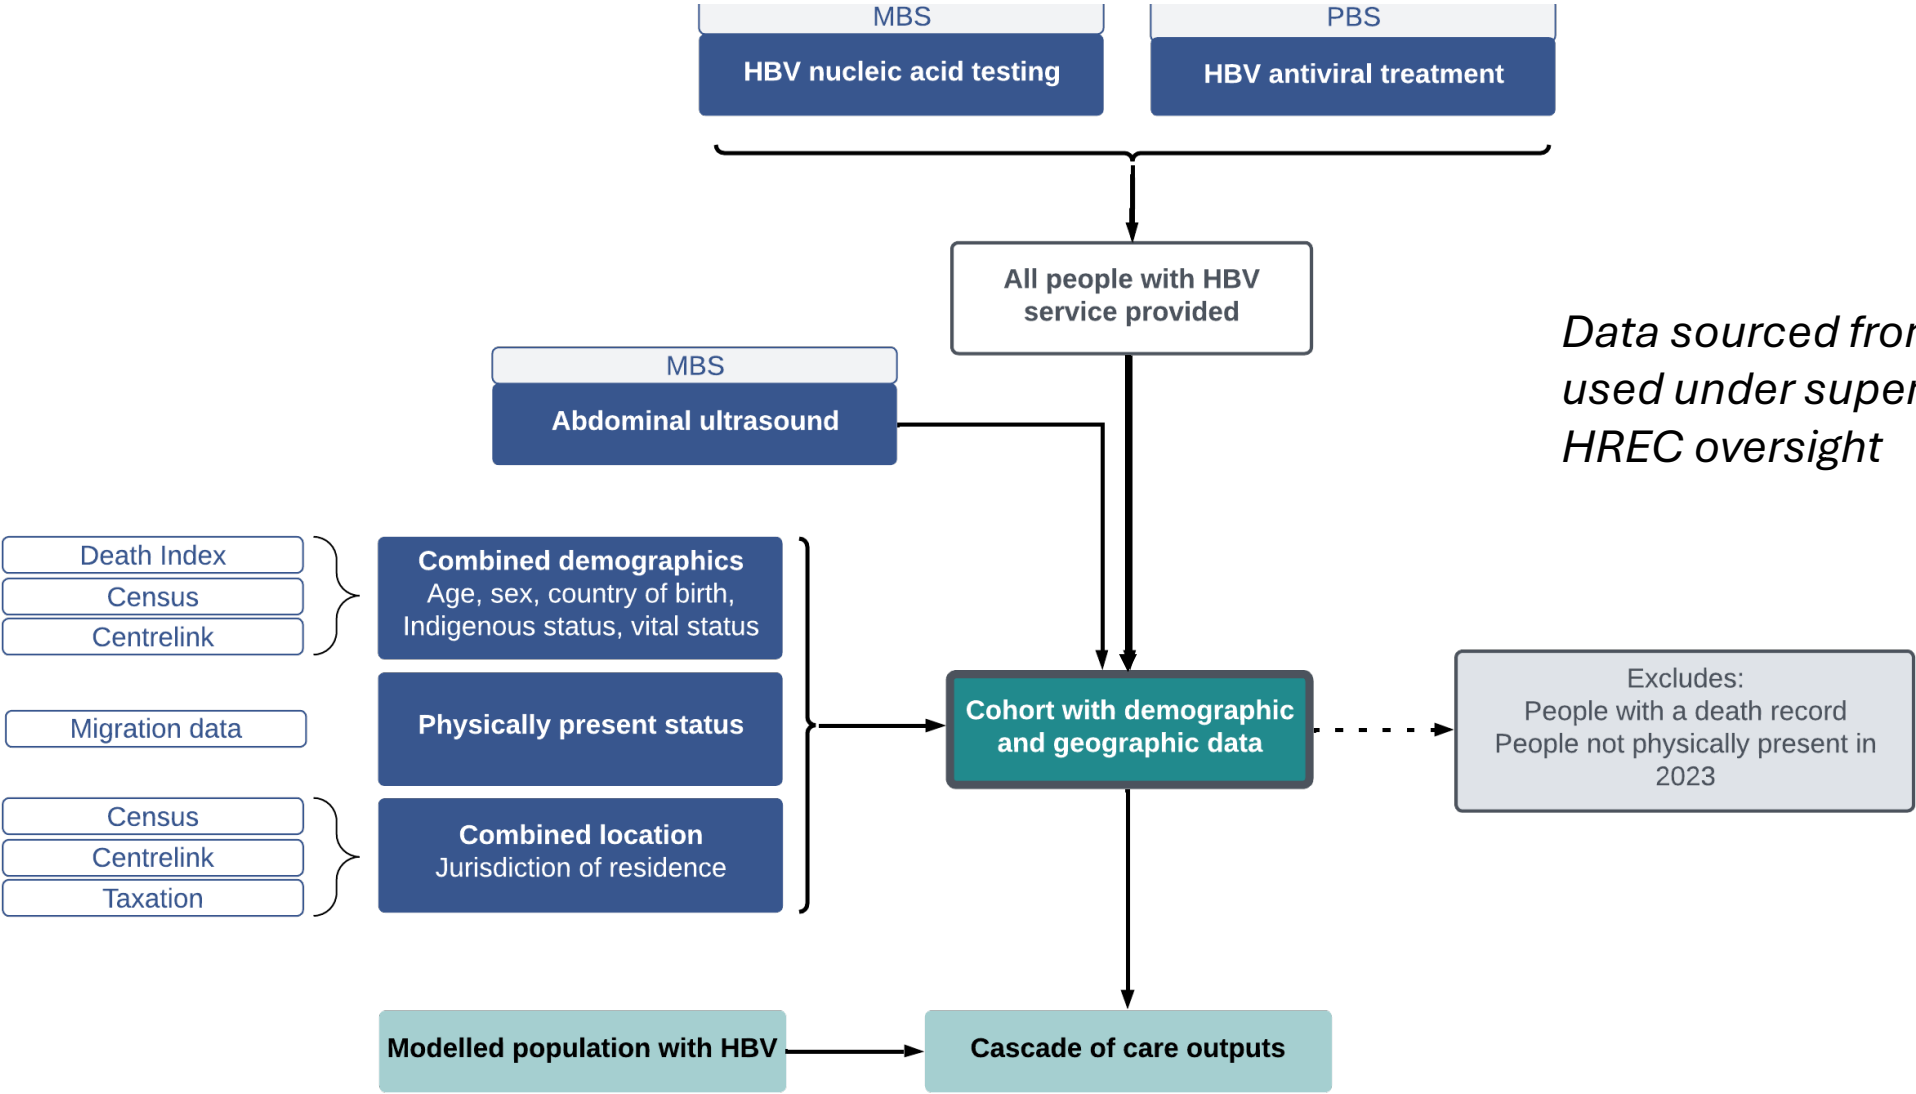 MBS
HBV nucleic acid testing
PBS
HBV antiviral treatment
All people with HBV
service provided
MBS
Abdominal ultrasound
Data sourced
used under
HREC oversight
Death Index
Census
Centrelink
Combined demographics
Age, sex, country of birth,
Indigenous status, vital status
Migration data
Physically present status
Census
Centrelink
Taxation
Combined location
Jurisdiction of residence
Cohort with demographic
and geographic data
Excludes:
People with a death record
People not physically present in
2023
Modelled population with HBV
Cascade of care outputs